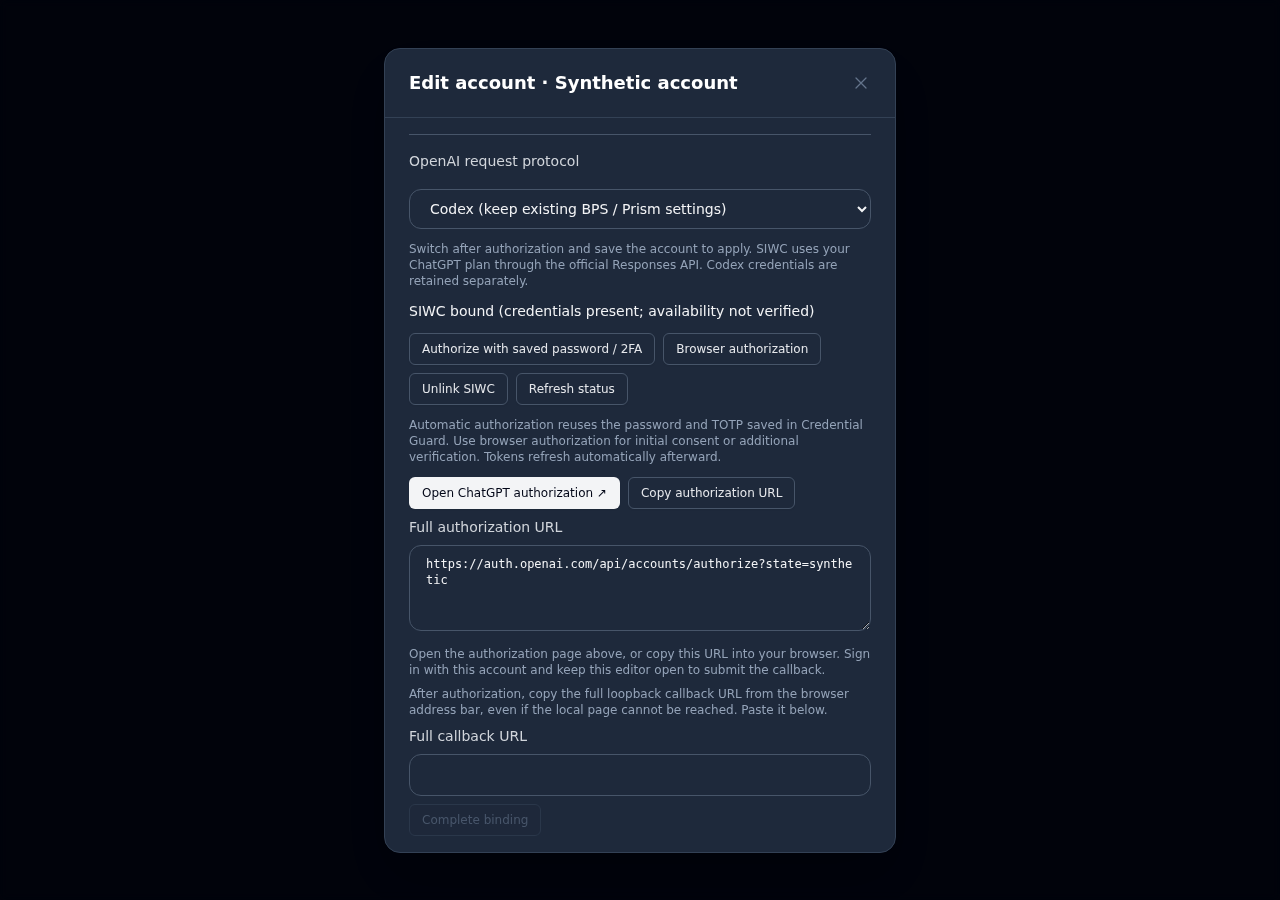 Edit account · Synthetic account
OpenAI request protocol
Codex (keep existing BPS / Prism settings)
Switch after authorization and save the account to apply. SIWC uses your
ChatGPT plan through the official Responses API. Codex credentials are
retained separately.
SIWC bound (credentials present; availability not verified)
Authorize with saved password / 2FA
Browser authorization
Unlink SIWC
Refresh status
Automatic authorization reuses the password and TOTP saved in Credential
Guard. Use browser authorization for initial consent or additional
verification. Tokens refresh automatically afterward.
Open ChatGPT authorization ↗
Copy authorization URL
Full authorization URL
https://auth.openai.com/api/accounts/authorize?state=synthe
tic
Open the authorization page above, or copy this URL into your browser. Sign
in with this account and keep this editor open to submit the callback.
After authorization, copy the full loopback callback URL from the browser
address bar, even if the local page cannot be reached. Paste it below.
Full callback URL
Complete binding